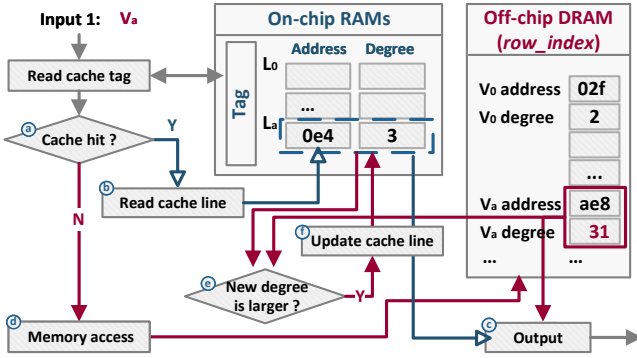 Input 1: Va
Read cache tag
a
Cache hit ?
Y
N
b
Read cache line
d
Memory access
On-chip RAMs
Address Degree
Tag
L0
...
La
0e4 3
f
Update cache line
e
New degree
is larger ?
Y
Off-chip DRAM
(row_index)
V0 address 02f
V0 degree 2
...
Va address ae8
Va degree 31
... ...
c
Output